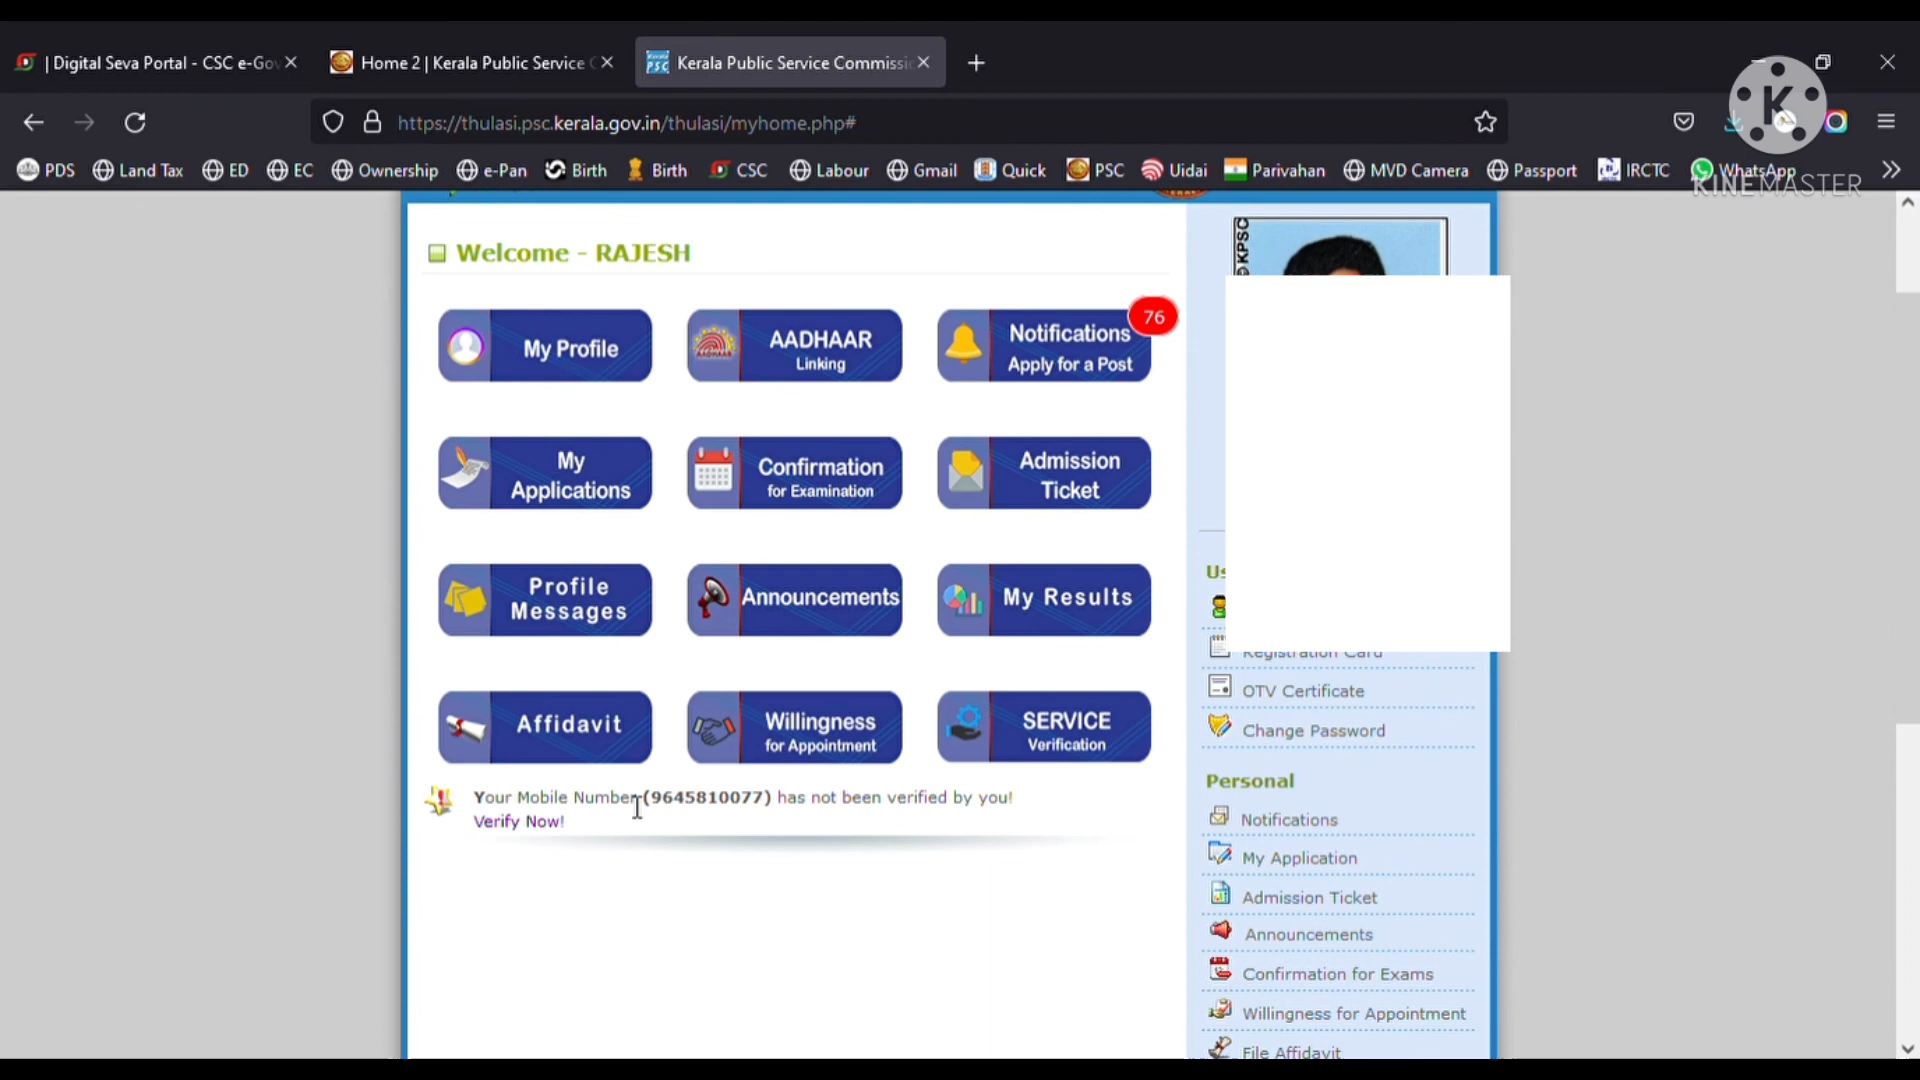 | Digital Seva Portal - CSC e-Gov
Home 2 | Kerala Public Service C
Kerala Public Service Commissi
https://thulasi.psc.kerala.gov.in/thulasi/myhome.php#
PDS
Land Tax
ED
EC
Ownership
e-Pan
Birth
Birth
CSC
Labour
Gmail
Quick
PSC
Uidai
Parivahan
MVD Camera
Passport
IRCTC
WhatsApp
K
KINEMASTER
Welcome - RAJESH
©KPSC
My Profile
AADHAAR
Linking
Notifications
Apply for a Post
76
My
Applications
Confirmation
for Examination
Admission
Ticket
Profile
Messages
Announcements
My Results
Affidavit
Willingness
for Appointment
SERVICE
Verification
Your Mobile Number (9645810077) has not been verified by you!
Verify Now!
Us
Registration Card
OTV Certificate
Change Password
Personal
Notifications
My Application
Admission Ticket
Announcements
Confirmation for Exams
Willingness for Appointment
File Affidavit